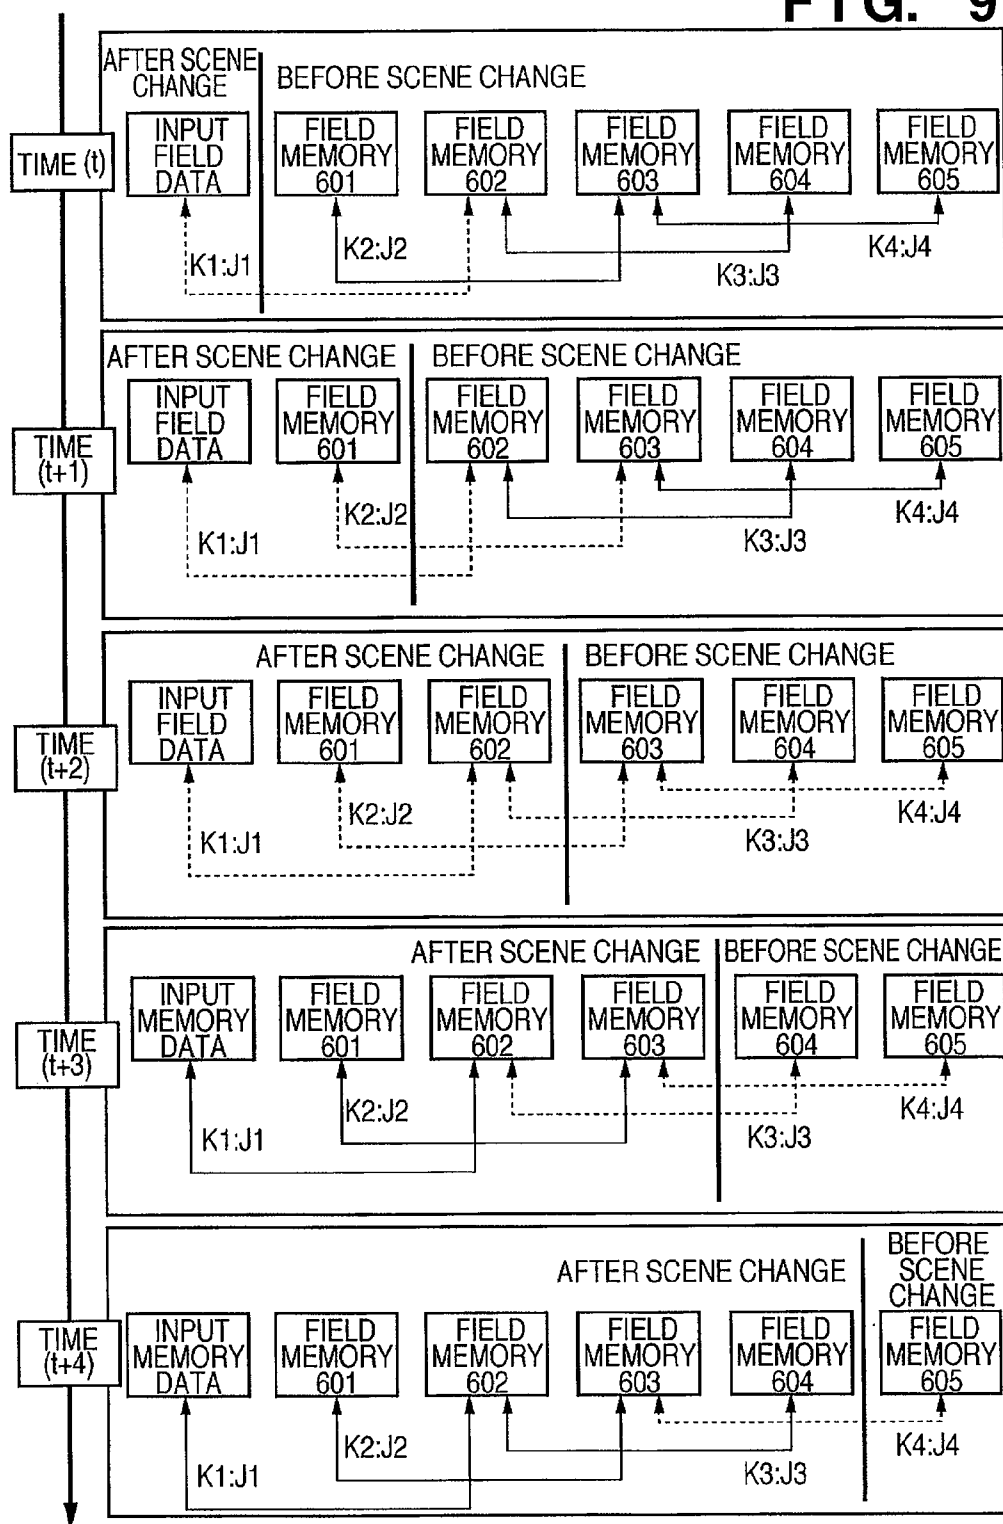 FIG. 9
AFTER SCENE
CHANGE
BEFORE SCENE CHANGE
TIME (t)
INPUT
FIELD
DATA
FIELD
MEMORY
601
FIELD
MEMORY
602
FIELD
MEMORY
603
FIELD
MEMORY
604
FIELD
MEMORY
605
K1:J1
K2:J2
K3:J3
K4:J4
AFTER SCENE CHANGE
BEFORE SCENE CHANGE
TIME
(t+1)
INPUT
FIELD
DATA
FIELD
MEMORY
601
FIELD
MEMORY
602
FIELD
MEMORY
603
FIELD
MEMORY
604
FIELD
MEMORY
605
K1:J1
K2:J2
K3:J3
K4:J4
AFTER SCENE CHANGE
BEFORE SCENE CHANGE
TIME
(t+2)
INPUT
FIELD
DATA
FIELD
MEMORY
601
FIELD
MEMORY
602
FIELD
MEMORY
603
FIELD
MEMORY
604
FIELD
MEMORY
605
K1:J1
K2:J2
K3:J3
K4:J4
AFTER SCENE CHANGE
BEFORE SCENE CHANGE
TIME
(t+3)
INPUT
MEMORY
DATA
FIELD
MEMORY
601
FIELD
MEMORY
602
FIELD
MEMORY
603
FIELD
MEMORY
604
FIELD
MEMORY
605
K1:J1
K2:J2
K3:J3
K4:J4
AFTER SCENE CHANGE
BEFORE
SCENE
CHANGE
TIME
(t+4)
INPUT
MEMORY
DATA
FIELD
MEMORY
601
FIELD
MEMORY
602
FIELD
MEMORY
603
FIELD
MEMORY
604
FIELD
MEMORY
605
K1:J1
K2:J2
K3:J3
K4:J4